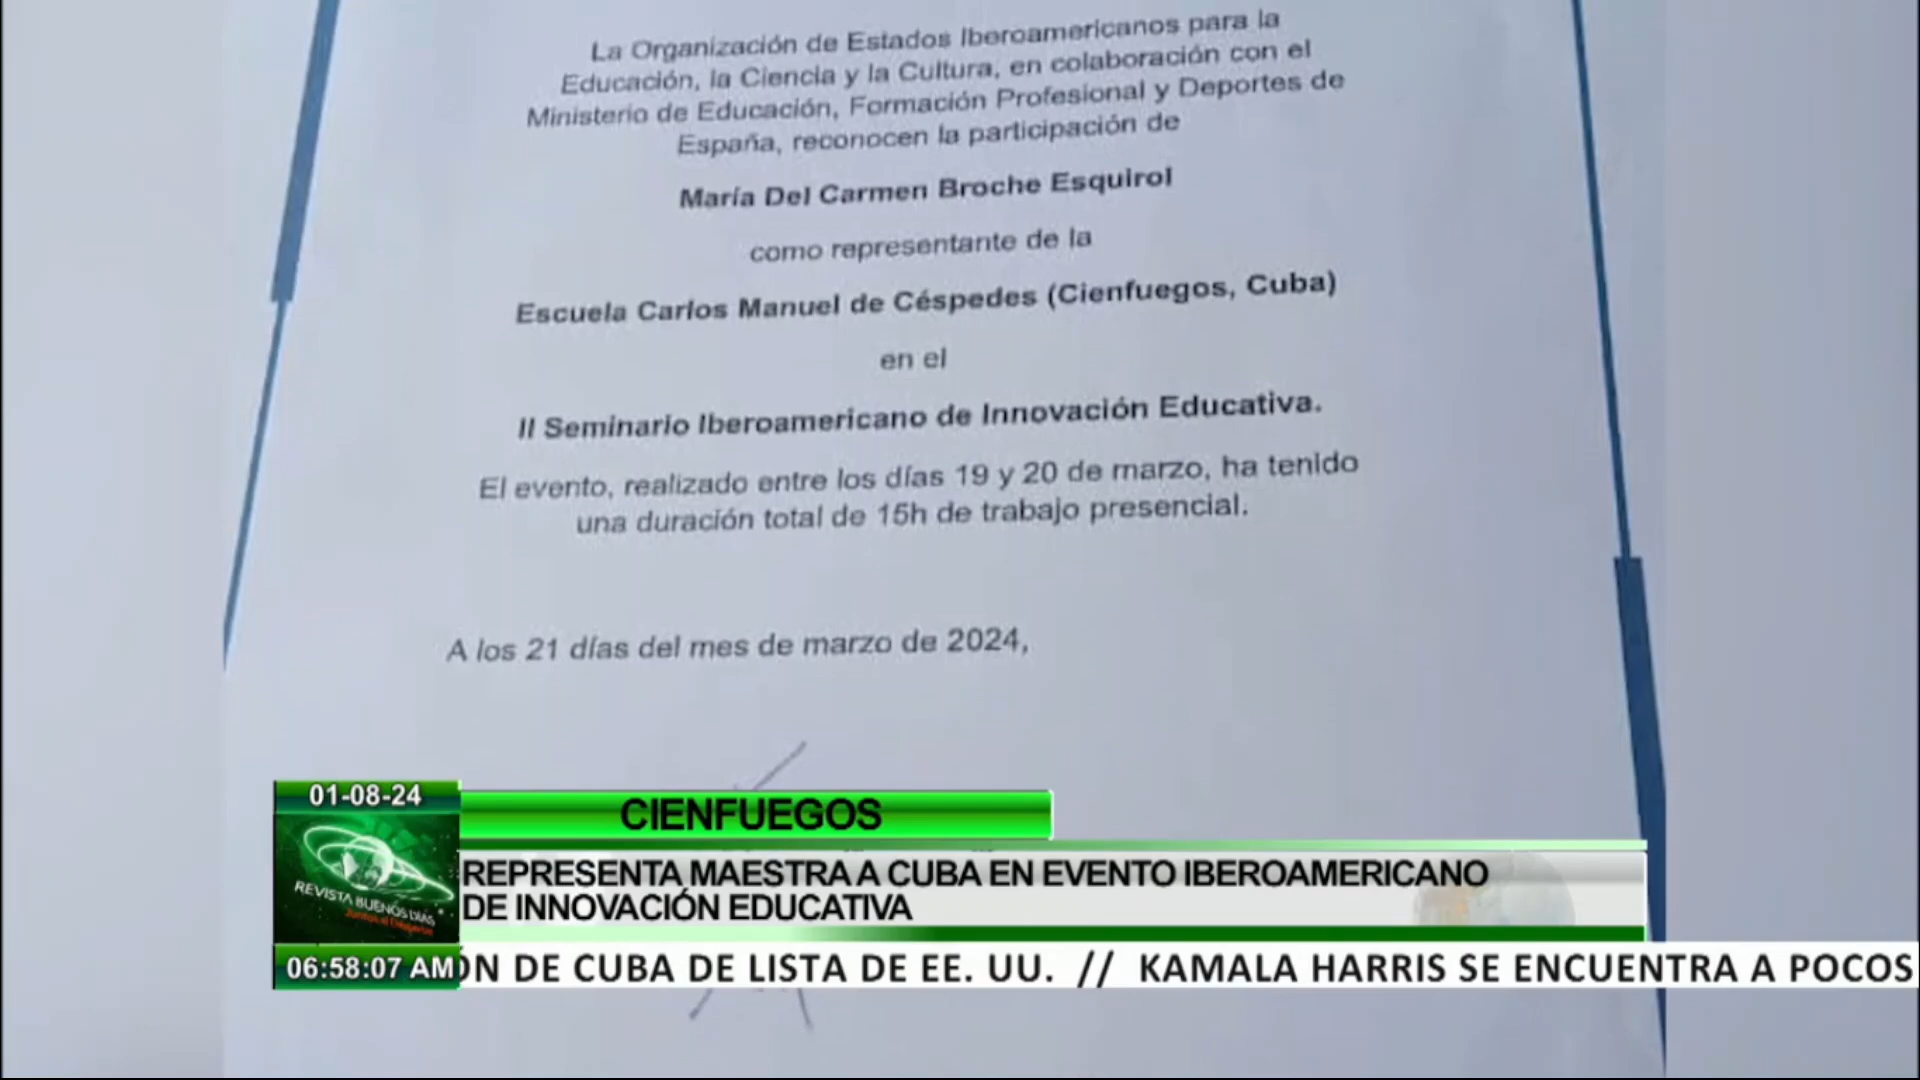 La Organización de Estados Iberoamericanos para la
Educación, la Ciencia y la Cultura, en colaboración con el
Ministerio de Educación, Formación Profesional y Deportes de
España, reconocen la participación de
María Del Carmen Broche Esquirol
como representante de la
Escuela Carlos Manuel de Céspedes (Cienfuegos, Cuba)
en el
II Seminario Iberoamericano de Innovación Educativa.
El evento, realizado entre los días 19 y 20 de marzo, ha tenido
una duración total de 15h de trabajo presencial.
A los 21 días del mes de marzo de 2024,
01-08-24
CIENFUEGOS
REVISTA BUENOS DÍAS
REPRESENTA MAESTRA A CUBA EN EVENTO IBEROAMERICANO
DE INNOVACIÓN EDUCATIVA
06:58:07 AM
ÓN DE CUBA DE LISTA DE EE. UU. // KAMALA HARRIS SE ENCUENTRA A POCOS